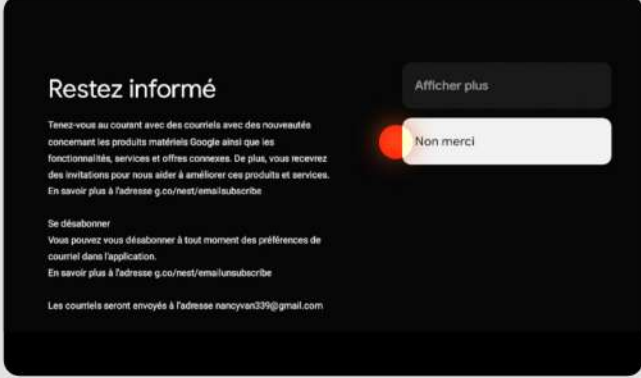 Restez informé
Tenez-vous au courant avec des courriels avec des nouveautés
concernant les produits matériels Google ainsi que les
fonctionnalités, services et offres connexes. De plus, vous recevrez
des invitations pour nous aider à améliorer ces produits et services.
En savoir plus à l'adresse g.co/nest/emailsubscribe
Se désabonner
Vous pouvez vous désabonner à tout moment des préférences de
courriel dans l'application.
En savoir plus à l'adresse g.co/nest/emailunsubscribe
Les courriels seront envoyés à l'adresse nancyvan339@gmail.com
Afficher plus
Non merci